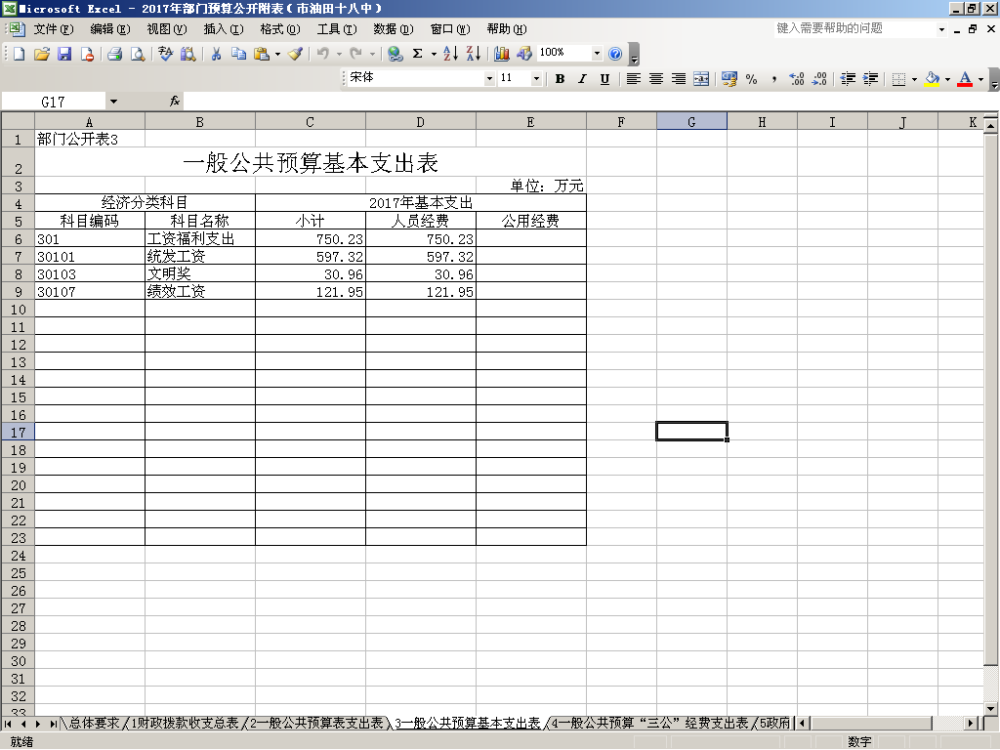 Microsoft Excel - 2017年部门预算公开附表(市油田十八中)
文件(F) 编辑(E) 视图(V) 插入(I) 格式(O) 工具(T) 数据(D) 窗口(W) 帮助(H) 键入需要帮助的问题
100%
宋体 11 B I U % ,
G17 fx
A B C D E F G H I J K
1 部门公开表3
2 一般公共预算基本支出表
3 单位：万元
4 经济分类科目 2017年基本支出
5 科目编码 科目名称 小计 人员经费 公用经费
6 301 工资福利支出 750.23 750.23
7 30101 统发工资 597.32 597.32
8 30103 文明奖 30.96 30.96
9 30107 绩效工资 121.95 121.95
10
11
12
13
14
15
16
17
18
19
20
21
22
23
24
25
26
27
28
29
30
31
32
33
总体要求 1财政拨款收支总表 2一般公共预算表支出表 3一般公共预算基本支出表 4一般公共预算“三公”经费支出表 5政府
就绪 数字